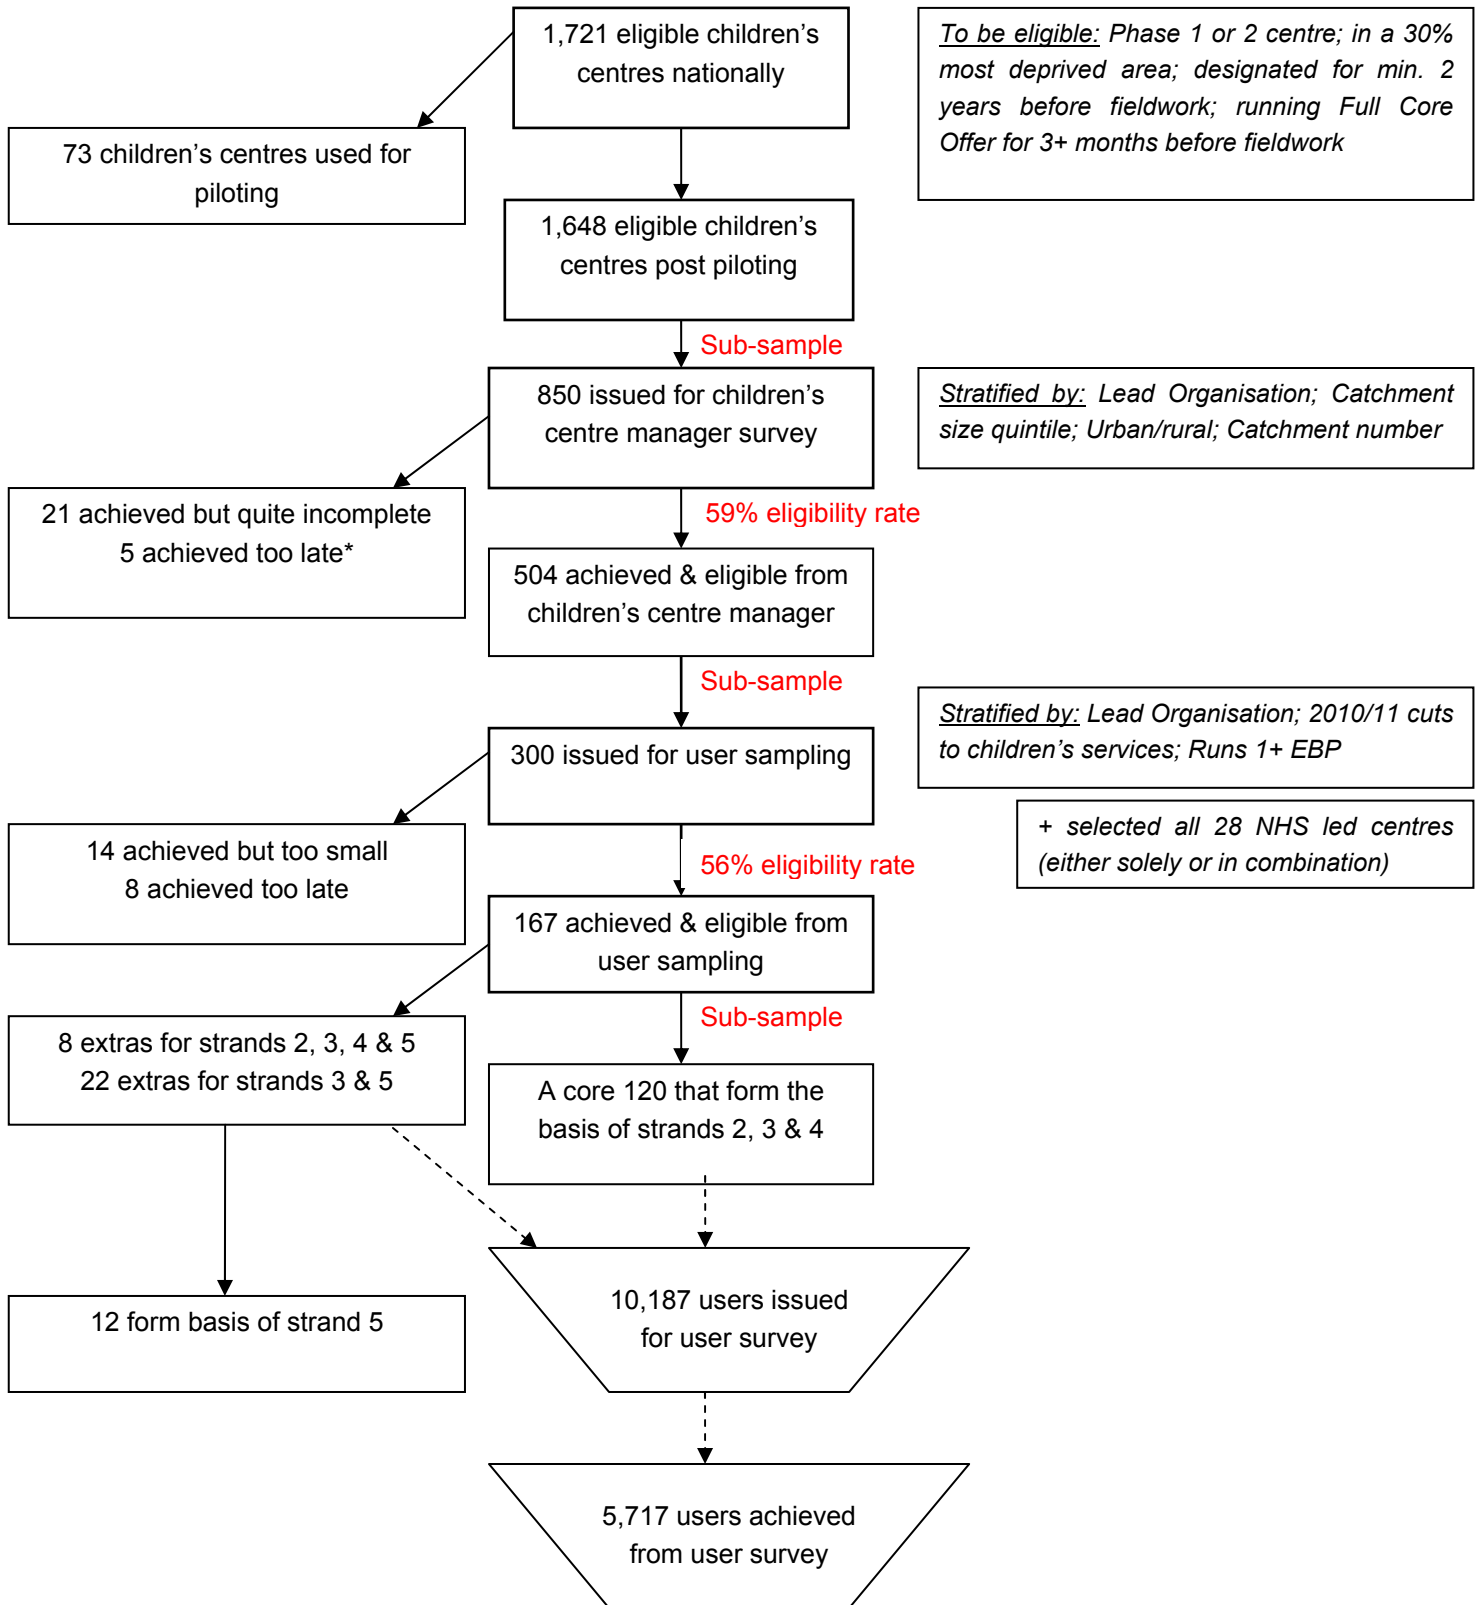 1,721 eligible children’s
centres nationally
To be eligible: Phase 1 or 2 centre; in a 30%
most deprived area; designated for min. 2
years before fieldwork; running Full Core
Offer for 3+ months before fieldwork
73 children’s centres used for
piloting
1,648 eligible children’s
centres post piloting
Sub-sample
850 issued for children’s
centre manager survey
Stratified by: Lead Organisation; Catchment
size quintile; Urban/rural; Catchment number
21 achieved but quite incomplete
5 achieved too late*
59% eligibility rate
504 achieved & eligible from
children’s centre manager
Sub-sample
Stratified by: Lead Organisation; 2010/11 cuts
to children’s services; Runs 1+ EBP
300 issued for user sampling
+ selected all 28 NHS led centres
(either solely or in combination)
14 achieved but too small
8 achieved too late
56% eligibility rate
167 achieved & eligible from
user sampling
Sub-sample
8 extras for strands 2, 3, 4 & 5
22 extras for strands 3 & 5
A core 120 that form the
basis of strands 2, 3 & 4
12 form basis of strand 5
10,187 users issued
for user survey
5,717 users achieved
from user survey